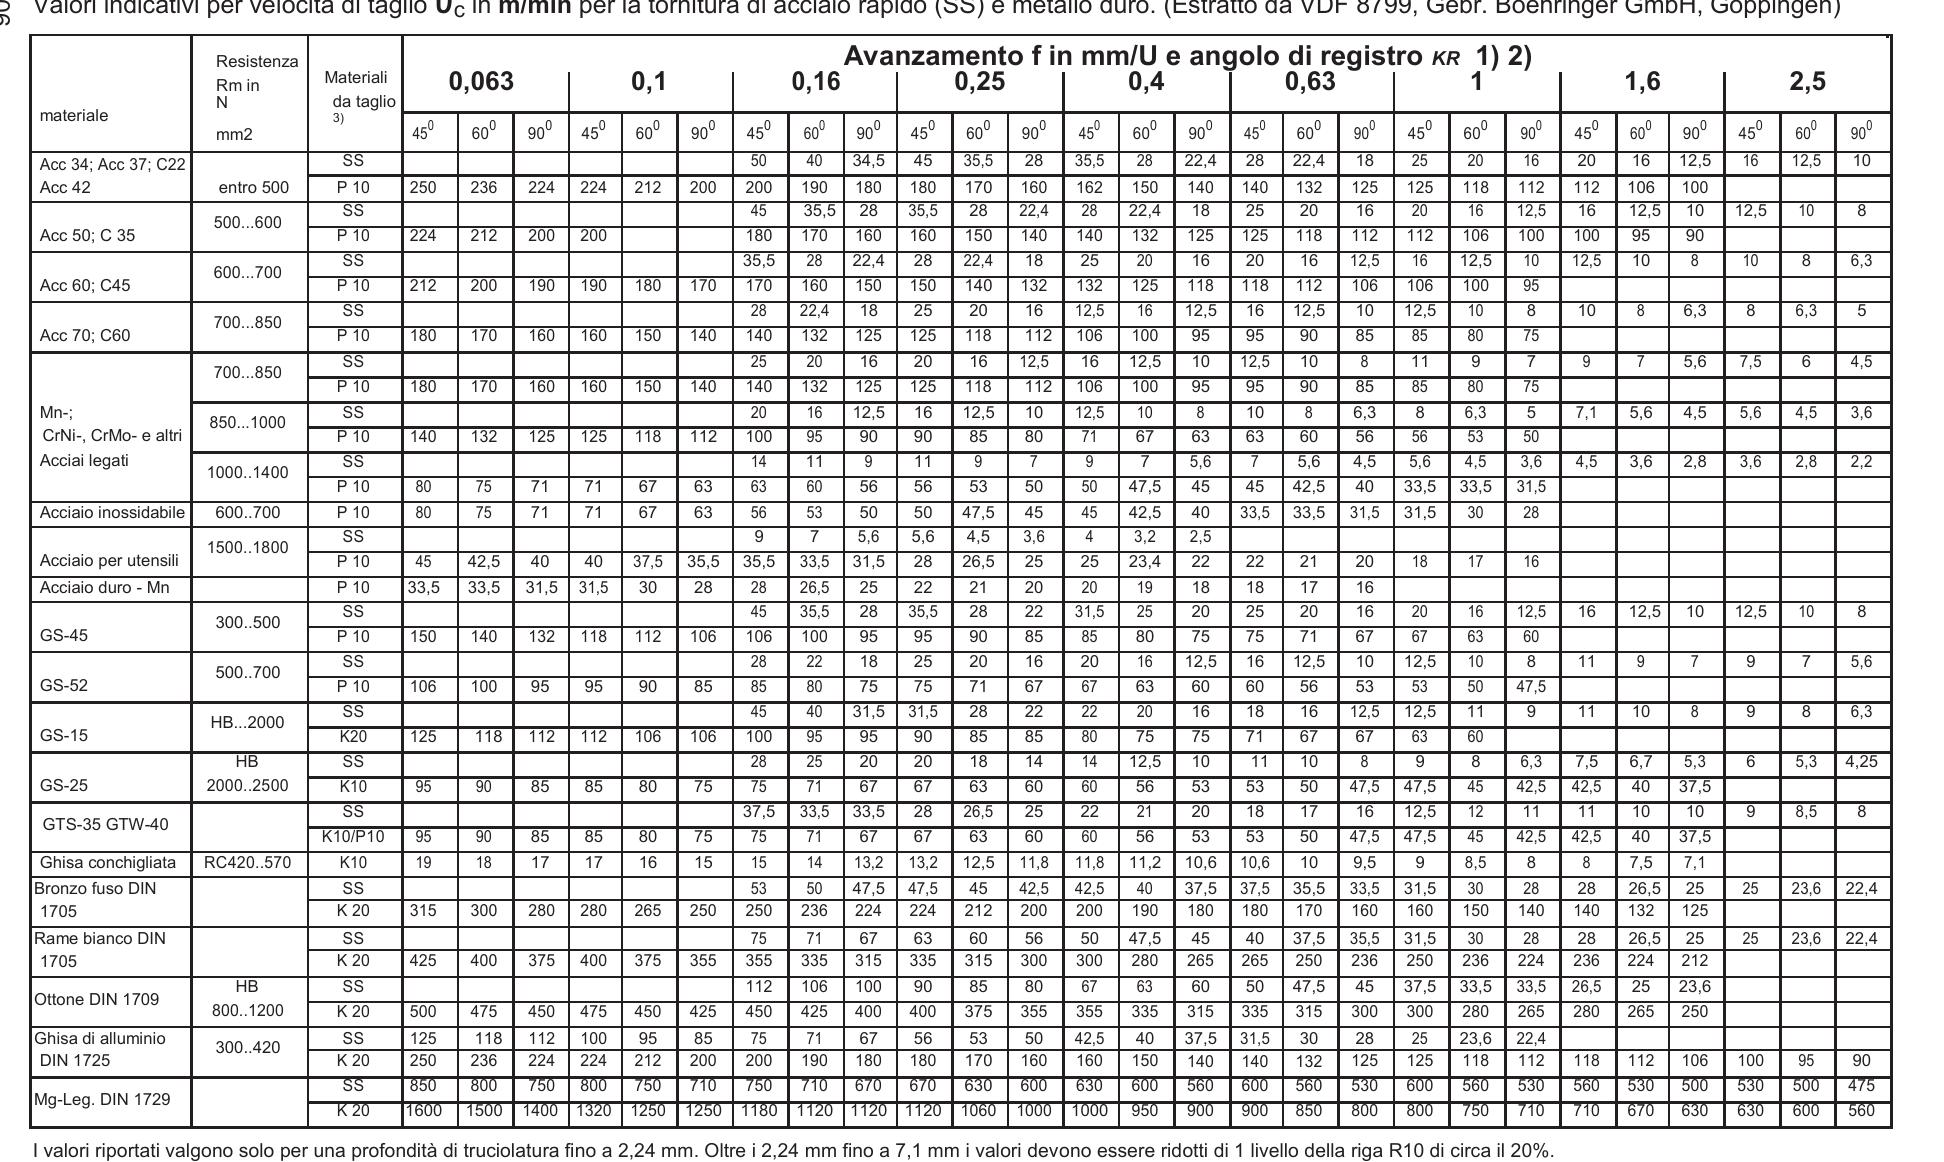 90
Valori indicativi per velocità di taglio Uc in m/min per la tornitura di acciaio rapido (SS) e metallo duro. (Estratto da VDF 8799, Gebr. Boehringer GmbH, Göppingen)
materiale Resistenza Rm in N mm2 Materiali da taglio 3) Avanzamento f in mm/U e angolo di registro KR 1) 2)
0,063 0,1 0,16 0,25 0,4 0,63 1 1,6 2,5
45⁰ 60⁰ 90⁰ 45⁰ 60⁰ 90⁰ 45⁰ 60⁰ 90⁰ 45⁰ 60⁰ 90⁰ 45⁰ 60⁰ 90⁰ 45⁰ 60⁰ 90⁰ 45⁰ 60⁰ 90⁰ 45⁰ 60⁰ 90⁰ 45⁰ 60⁰ 90⁰
Acc 34; Acc 37; C22 SS 50 40 34,5 45 35,5 28 35,5 28 22,4 28 22,4 18 25 20 16 20 16 12,5 16 12,5 10
Acc 42 entro 500 P 10 250 236 224 224 212 200 200 190 180 180 170 160 162 150 140 140 132 125 125 118 112 112 106 100
500...600 SS 45 35,5 28 35,5 28 22,4 28 22,4 18 25 20 16 20 16 12,5 16 12,5 10 12,5 10 8
Acc 50; C 35 P 10 224 212 200 200 180 170 160 160 150 140 140 132 125 125 118 112 112 106 100 100 95 90
600...700 SS 35,5 28 22,4 28 22,4 18 25 20 16 20 16 12,5 16 12,5 10 12,5 10 8 10 8 6,3
Acc 60; C45 P 10 212 200 190 190 180 170 170 160 150 150 140 132 132 125 118 118 112 106 106 100 95
700...850 SS 28 22,4 18 25 20 16 12,5 16 12,5 16 12,5 10 12,5 10 8 10 8 6,3 8 6,3 5
Acc 70; C60 P 10 180 170 160 160 150 140 140 132 125 125 118 112 106 100 95 95 90 85 85 80 75
700...850 SS 25 20 16 20 16 12,5 16 12,5 10 12,5 10 8 11 9 7 9 7 5,6 7,5 6 4,5
P 10 180 170 160 160 150 140 140 132 125 125 118 112 106 100 95 95 90 85 85 80 75
Mn-; 850...1000 SS 20 16 12,5 16 12,5 10 12,5 10 8 10 8 6,3 8 6,3 5 7,1 5,6 4,5 5,6 4,5 3,6
CrNi-, CrMo- e altri P 10 140 132 125 125 118 112 100 95 90 90 85 80 71 67 63 63 60 56 56 53 50
Acciai legati 1000..1400 SS 14 11 9 11 9 7 9 7 5,6 7 5,6 4,5 5,6 4,5 3,6 4,5 3,6 2,8 3,6 2,8 2,2
P 10 80 75 71 71 67 63 63 60 56 56 53 50 50 47,5 45 45 42,5 40 33,5 33,5 31,5
Acciaio inossidabile 600..700 P 10 80 75 71 71 67 63 56 53 50 50 47,5 45 45 42,5 40 33,5 33,5 31,5 31,5 30 28
1500..1800 SS 9 7 5,6 5,6 4,5 3,6 4 3,2 2,5
Acciaio per utensili P 10 45 42,5 40 40 37,5 35,5 35,5 33,5 31,5 28 26,5 25 25 23,4 22 22 21 20 18 17 16
Acciaio duro - Mn P 10 33,5 33,5 31,5 31,5 30 28 28 26,5 25 22 21 20 20 19 18 18 17 16
300...500 SS 45 35,5 28 35,5 28 22 31,5 25 20 25 20 16 20 16 12,5 16 12,5 10 12,5 10 8
GS-45 P 10 150 140 132 118 112 106 106 100 95 95 90 85 85 80 75 75 71 67 67 63 60
500...700 SS 28 22 18 25 20 16 20 16 12,5 16 12,5 10 12,5 10 8 11 9 7 9 7 5,6
GS-52 P 10 106 100 95 95 90 85 85 80 75 75 71 67 67 63 60 60 56 53 53 50 47,5
HB...2000 SS 45 40 31,5 31,5 28 22 22 20 16 18 16 12,5 12,5 11 9 11 10 8 9 8 6,3
GS-15 K20 125 118 112 112 106 106 100 95 95 90 85 85 80 75 75 71 67 67 63 60
HB SS 28 25 20 20 18 14 14 12,5 10 11 10 8 9 8 6,3 7,5 6,7 5,3 6 5,3 4,25
GS-25 2000..2500 K10 95 90 85 85 80 75 75 71 67 67 63 60 60 56 53 53 50 47,5 47,5 45 42,5 42,5 40 37,5
GTS-35 GTW-40 SS 37,5 33,5 33,5 28 26,5 25 22 21 20 18 17 16 12,5 12 11 11 10 10 9 8,5 8
K10/P10 95 90 85 85 80 75 75 71 67 67 63 60 60 56 53 53 50 47,5 47,5 45 42,5 42,5 40 37,5
Ghisa conchigliata RC420..570 K10 19 18 17 17 16 15 15 14 13,2 13,2 12,5 11,8 11,8 11,2 10,6 10,6 10 9,5 9 8,5 8 8 7,5 7,1
Bronzo fuso DIN SS 53 50 47,5 47,5 45 42,5 42,5 40 37,5 37,5 35,5 33,5 31,5 30 28 28 26,5 25 25 23,6 22,4
1705 K 20 315 300 280 280 265 250 250 236 224 224 212 200 200 190 180 180 170 160 160 150 140 140 132 125
Rame bianco DIN SS 75 71 67 63 60 56 50 47,5 45 40 37,5 35,5 31,5 30 28 28 26,5 25 25 23,6 22,4
1705 K 20 425 400 375 400 375 355 355 335 315 335 315 300 300 280 265 265 250 236 250 236 224 236 224 212
HB SS 112 106 100 90 85 80 67 63 60 50 47,5 45 37,5 33,5 33,5 26,5 25 23,6
Ottone DIN 1709 800..1200 K 20 500 475 450 475 450 425 450 425 400 400 375 355 355 335 315 335 315 300 300 280 265 280 265 250
Ghisa di alluminio 300..420 SS 125 118 112 100 95 85 75 71 67 56 53 50 42,5 40 37,5 31,5 30 28 25 23,6 22,4
DIN 1725 K 20 250 236 224 224 212 200 200 190 180 180 170 160 160 150 140 140 132 125 125 118 112 118 112 106 100 95 90
Mg-Leg. DIN 1729 SS 850 800 750 800 750 710 750 710 670 670 630 600 630 600 560 600 560 530 600 560 530 560 530 500 530 500 475
K 20 1600 1500 1400 1320 1250 1250 1180 1120 1120 1120 1060 1000 1000 950 900 900 850 800 800 750 710 710 670 630 630 600 560
I valori riportati valgono solo per una profondità di truciolatura fino a 2,24 mm. Oltre i 2,24 mm fino a 7,1 mm i valori devono essere ridotti di 1 livello della riga R10 di circa il 20%.